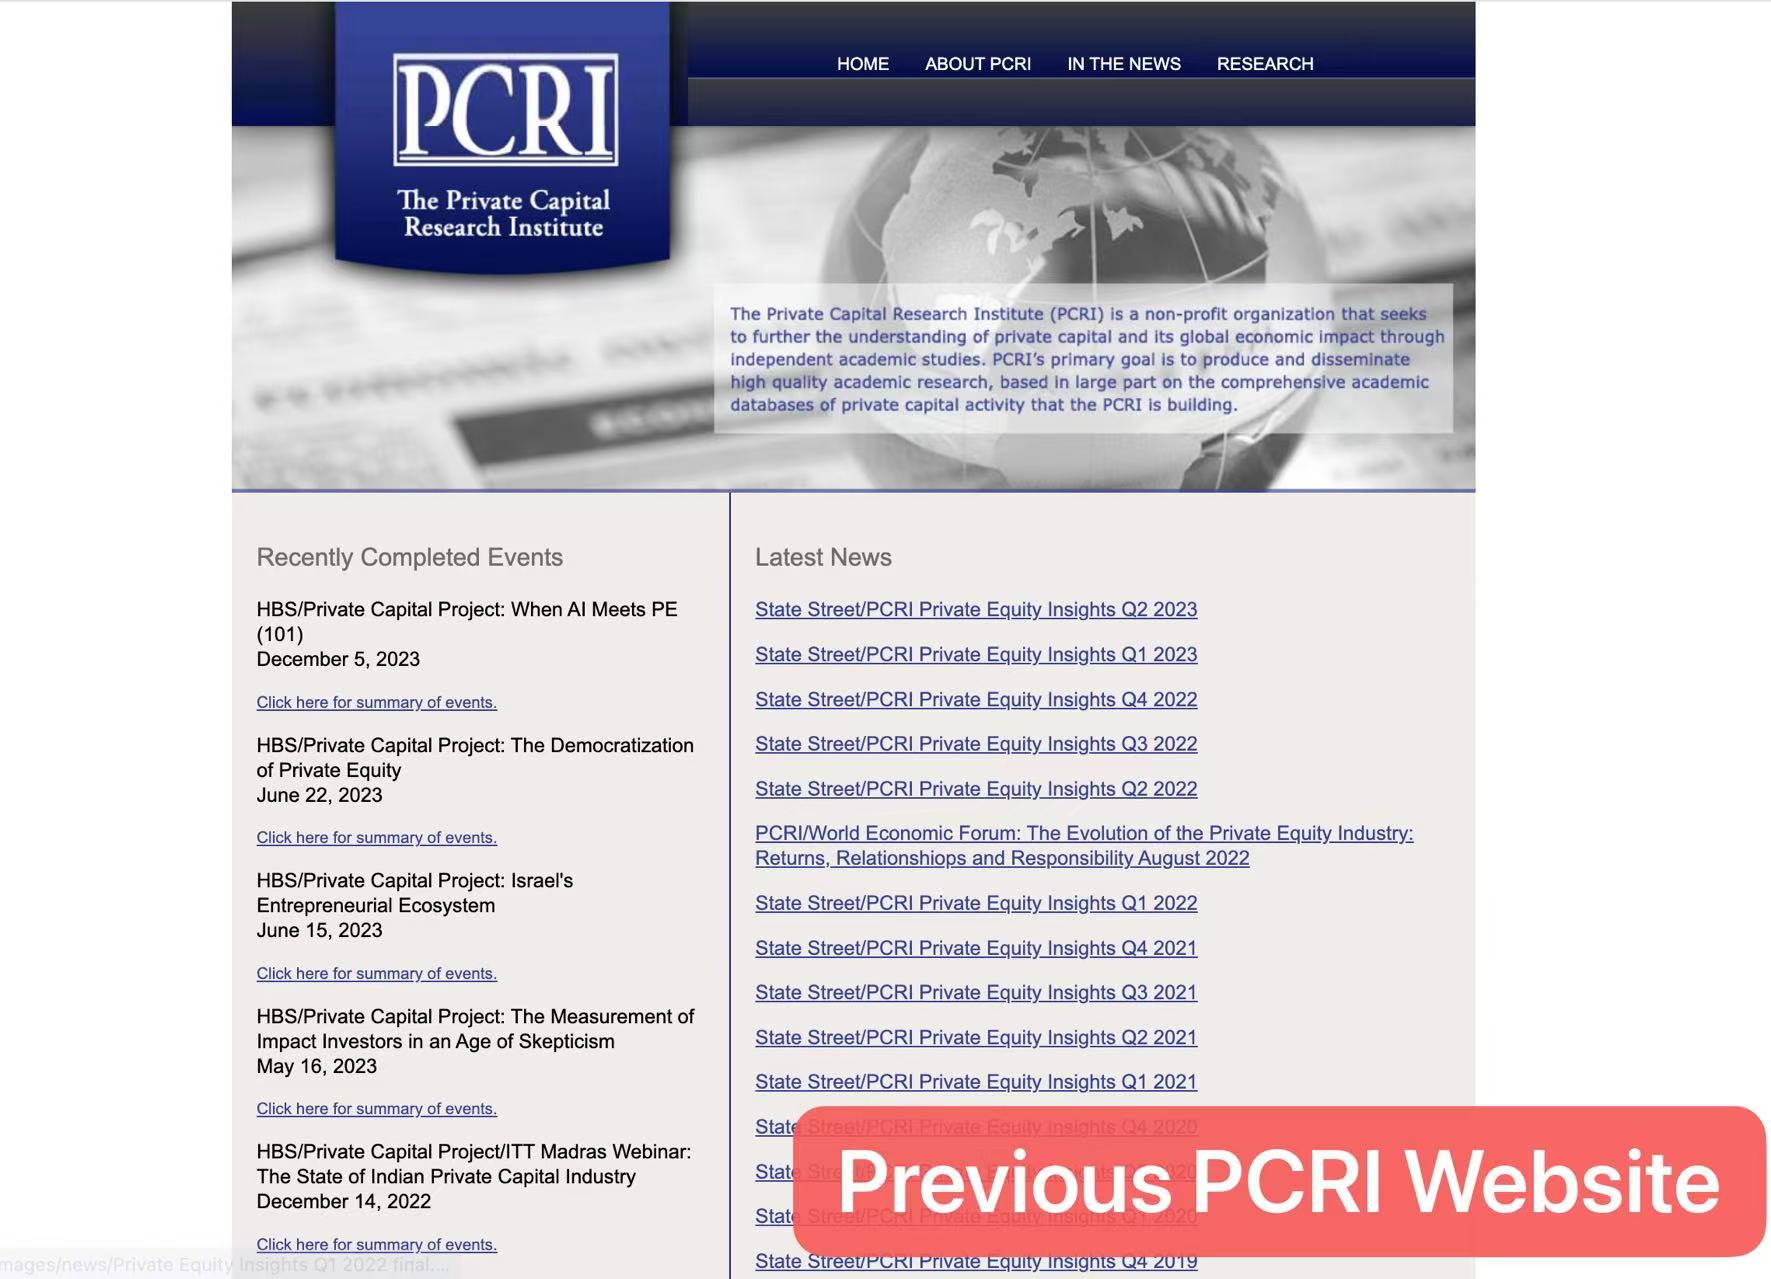 PCRI
The Private Capital
Research Institute
HOME ABOUT PCRI IN THE NEWS RESEARCH
The Private Capital Research Institute (PCRI) is a non-profit organization that seeks
to further the understanding of private capital and its global economic impact through
independent academic studies. PCRI's primary goal is to produce and disseminate
high quality academic research, based in large part on the comprehensive academic
databases of private capital activity that the PCRI is building.
Recently Completed Events
HBS/Private Capital Project: When AI Meets PE
(101)
December 5, 2023
Click here for summary of events.
HBS/Private Capital Project: The Democratization
of Private Equity
June 22, 2023
Click here for summary of events.
HBS/Private Capital Project: Israel's
Entrepreneurial Ecosystem
June 15, 2023
Click here for summary of events.
HBS/Private Capital Project: The Measurement of
Impact Investors in an Age of Skepticism
May 16, 2023
Click here for summary of events.
HBS/Private Capital Project/ITT Madras Webinar:
The State of Indian Private Capital Industry
December 14, 2022
Click here for summary of events.
Latest News
State Street/PCRI Private Equity Insights Q2 2023
State Street/PCRI Private Equity Insights Q1 2023
State Street/PCRI Private Equity Insights Q4 2022
State Street/PCRI Private Equity Insights Q3 2022
State Street/PCRI Private Equity Insights Q2 2022
PCRI/World Economic Forum: The Evolution of the Private Equity Industry:
Returns, Relationshiops and Responsibility August 2022
State Street/PCRI Private Equity Insights Q1 2022
State Street/PCRI Private Equity Insights Q4 2021
State Street/PCRI Private Equity Insights Q3 2021
State Street/PCRI Private Equity Insights Q2 2021
State Street/PCRI Private Equity Insights Q1 2021
State Street/PCRI Private Equity Insights Q4 2020
State
State Street/PCRI Private Equity Insights Q1 2020
State Street/PCRI Private Equity Insights Q4 2019
Previous PCRI Website
mages/news/Private Equity Insights Q1 2022 final....